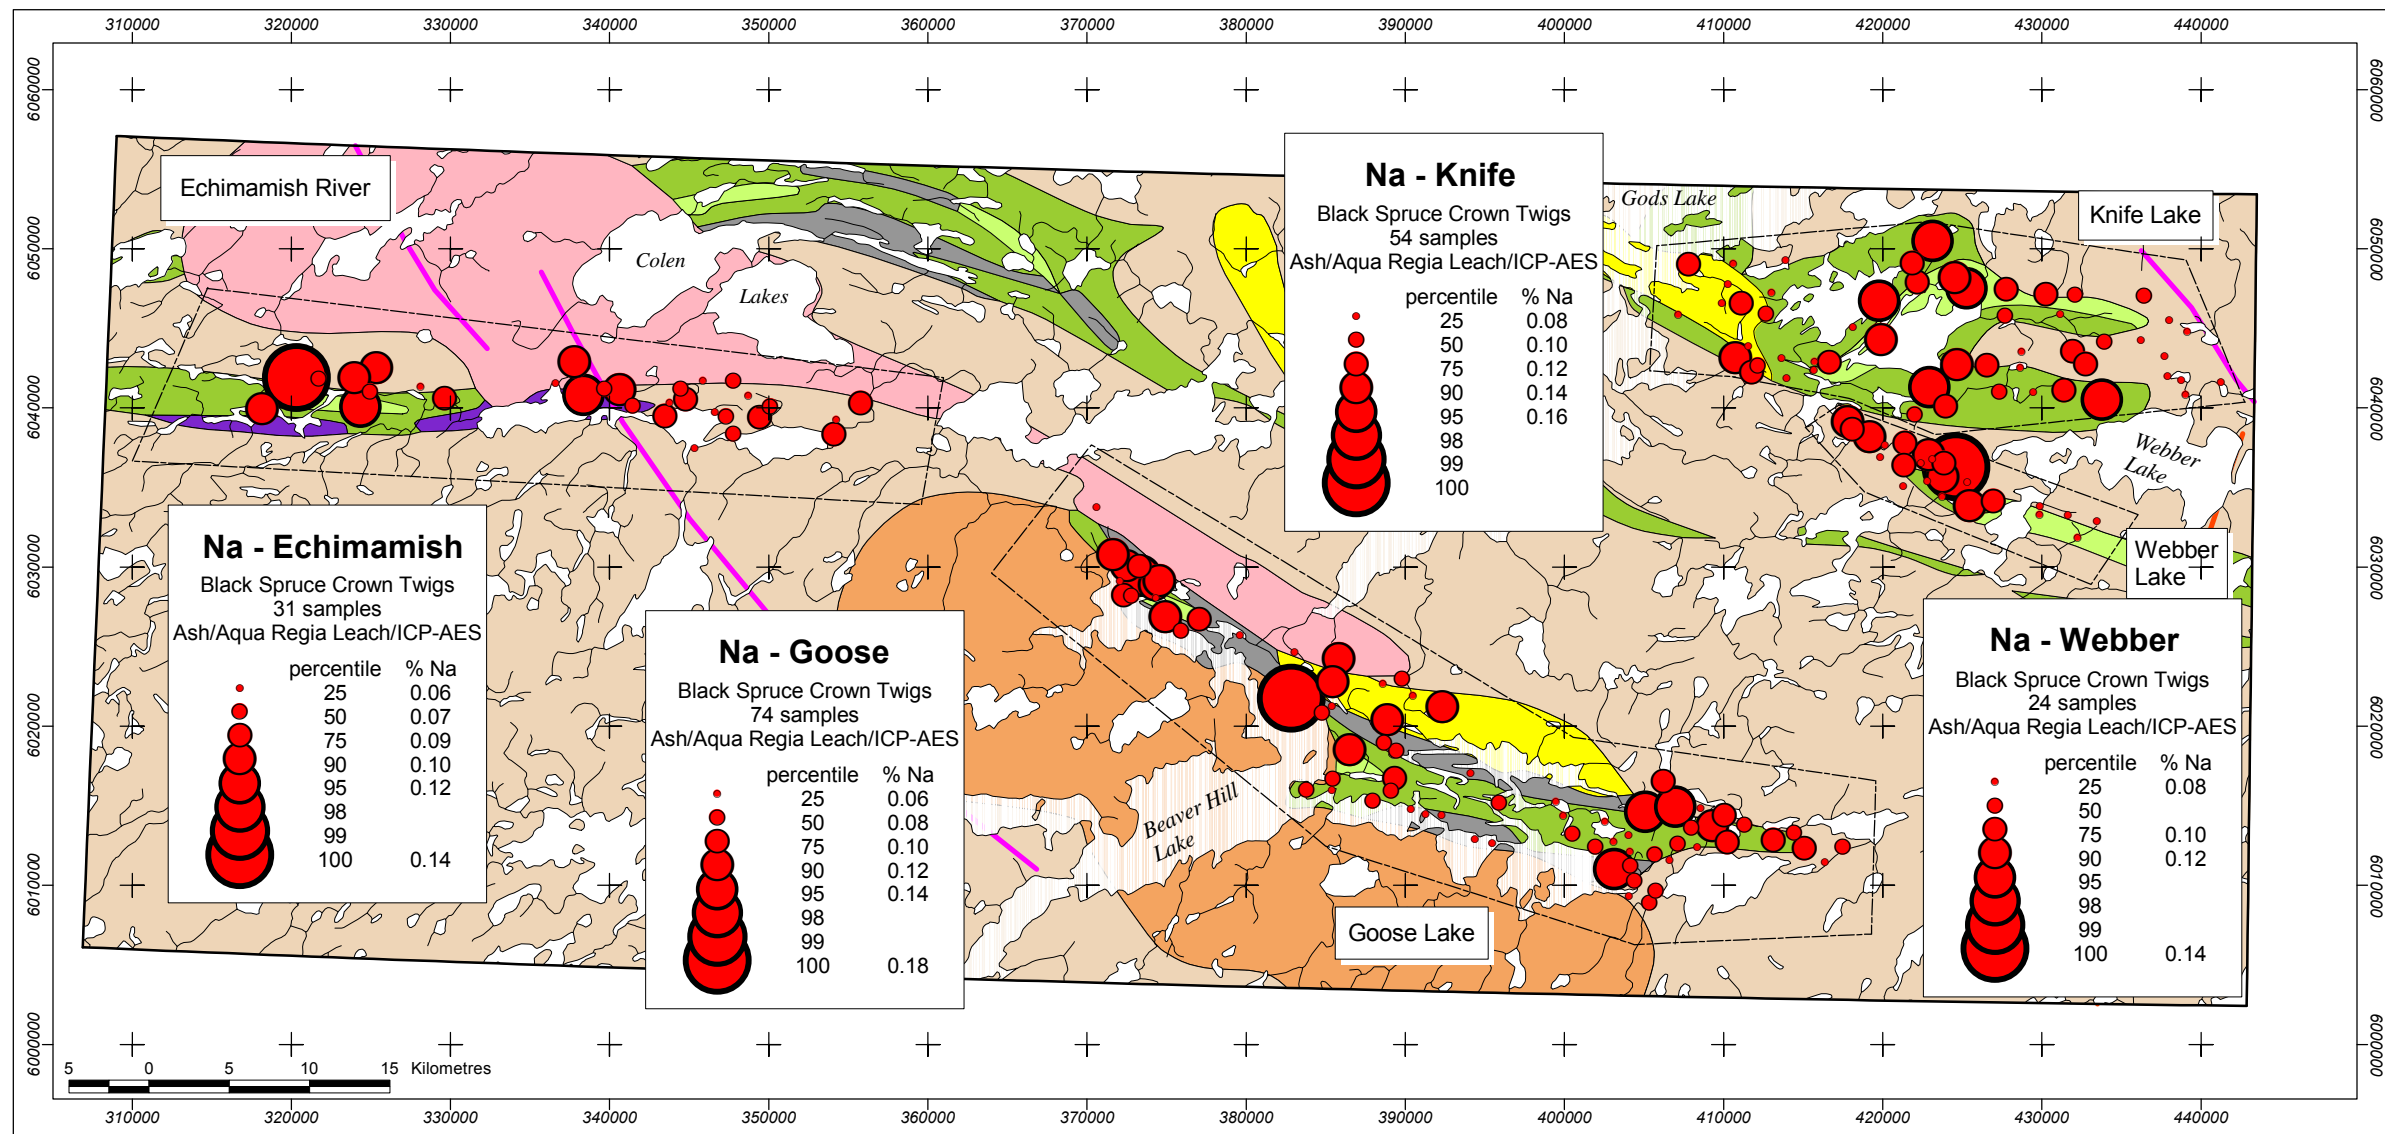 310000 320000 330000 340000 350000 360000 370000 380000 390000 400000 410000 420000 430000 440000
6060000 6060000
6050000 6050000
6040000 6040000
6030000 6030000
6020000 6020000
6010000 6010000
6000000 6000000
Echimamish River
Colen
Lakes
Gods Lake
Knife Lake
Webber
Lake
Webber
Lake
Beaver Hill
Lake
Goose Lake
Na - Knife
Black Spruce Crown Twigs
54 samples
Ash/Aqua Regia Leach/ICP-AES
percentile % Na
25 0.08
50 0.10
75 0.12
90 0.14
95 0.16
98
99
100
Na - Echimamish
Black Spruce Crown Twigs
31 samples
Ash/Aqua Regia Leach/ICP-AES
percentile % Na
25 0.06
50 0.07
75 0.09
90 0.10
95 0.12
98
99
100 0.14
Na - Goose
Black Spruce Crown Twigs
74 samples
Ash/Aqua Regia Leach/ICP-AES
percentile % Na
25 0.06
50 0.08
75 0.10
90 0.12
95 0.14
98
99
100 0.18
Na - Webber
Black Spruce Crown Twigs
24 samples
Ash/Aqua Regia Leach/ICP-AES
percentile % Na
25 0.08
50
75 0.10
90 0.12
95
98
99
100 0.14
5 0 5 10 15 Kilometres
310000 320000 330000 340000 350000 360000 370000 380000 390000 400000 410000 420000 430000 440000